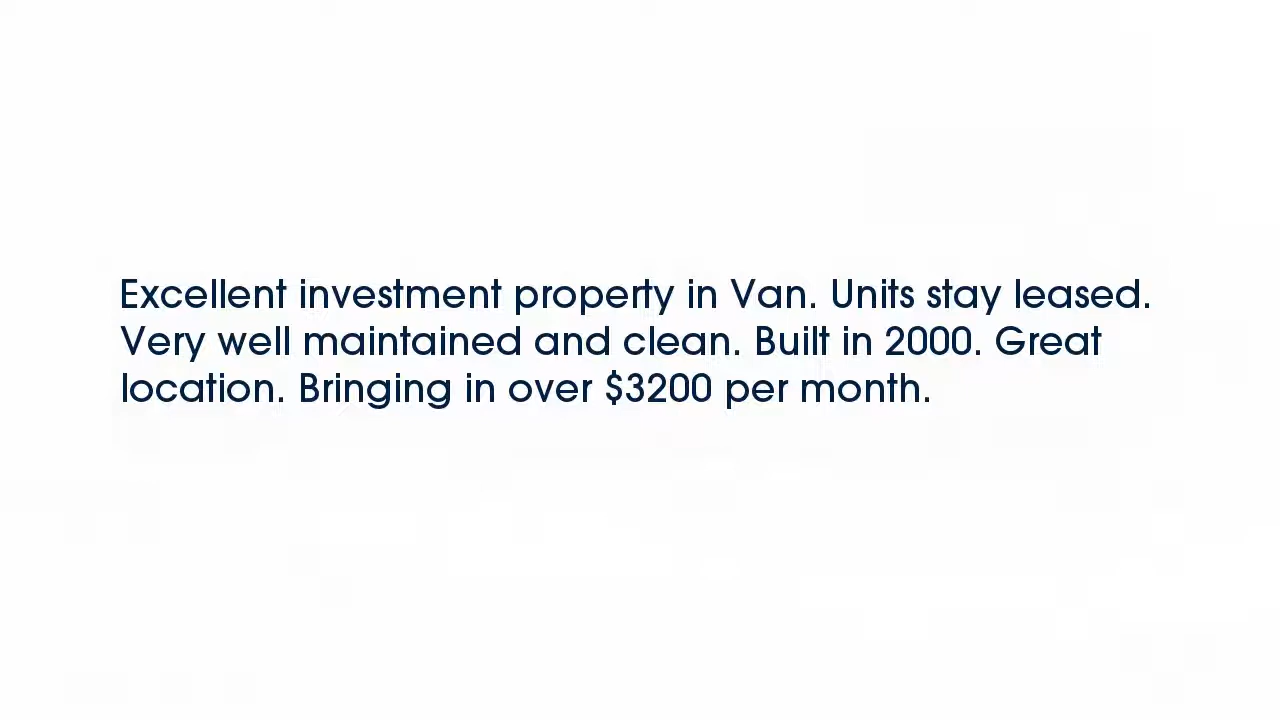 Excellent investment property in Van. Units stay leased.
Very well maintained and clean. Built in 2000. Great
location. Bringing in over $3200 per month.